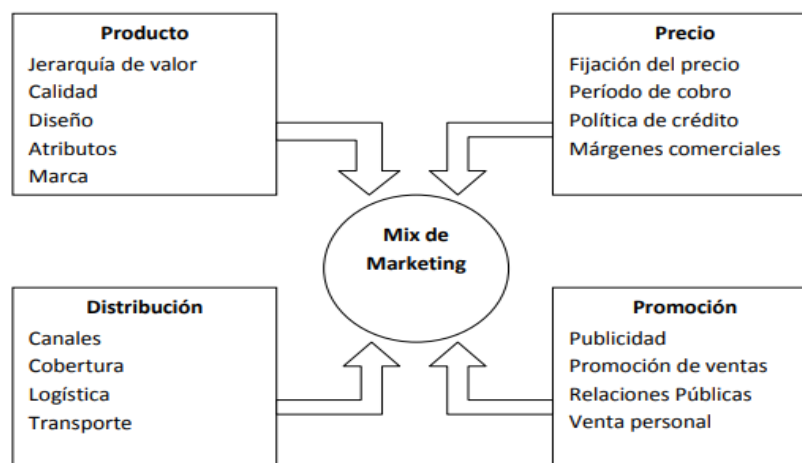 Producto
Jerarquía de valor
Calidad
Diseño
Atributos
Marca
Precio
Fijación del precio
Período de cobro
Política de crédito
Márgenes comerciales
Mix de
Marketing
Distribución
Canales
Cobertura
Logística
Transporte
Promoción
Publicidad
Promoción de ventas
Relaciones Públicas
Venta personal